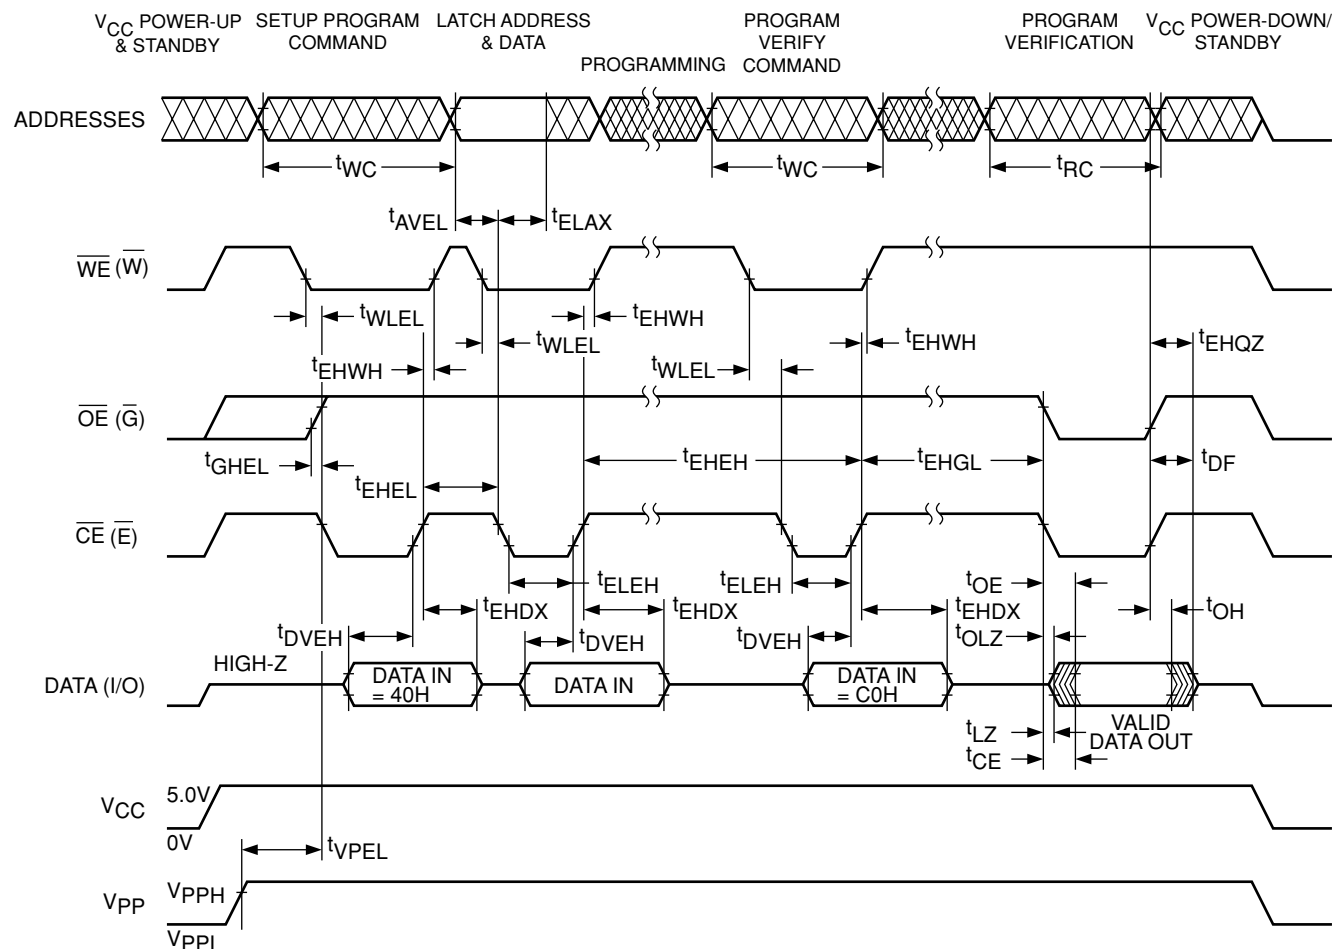 VCC POWER-UP
& STANDBY
SETUP PROGRAM
COMMAND
LATCH ADDRESS
& DATA
PROGRAMMING
PROGRAM
VERIFY
COMMAND
PROGRAM
VERIFICATION
VCC POWER-DOWN/
STANDBY
ADDRESSES
tWC
tWC
tRC
tAVEL
tELAX
WE (W)
tWLEL
tEHWH
tWLEL
tEHWH
tWLEL
tEHWH
tEHQZ
OE (G)
tGHEL
tEHEL
tEHEH
tEHGL
tDF
CE (E)
tELEH
tELEH
tOE
tEHDX
tEHDX
tEHDX
tOH
tDVEH
tDVEH
tDVEH
tOLZ
HIGH-Z
DATA (I/O)
DATA IN
= 40H
DATA IN
DATA IN
= C0H
tLZ
VALID
DATA OUT
tCE
VCC
5.0V
0V
tVPEL
VPP
VPPH
VPPL